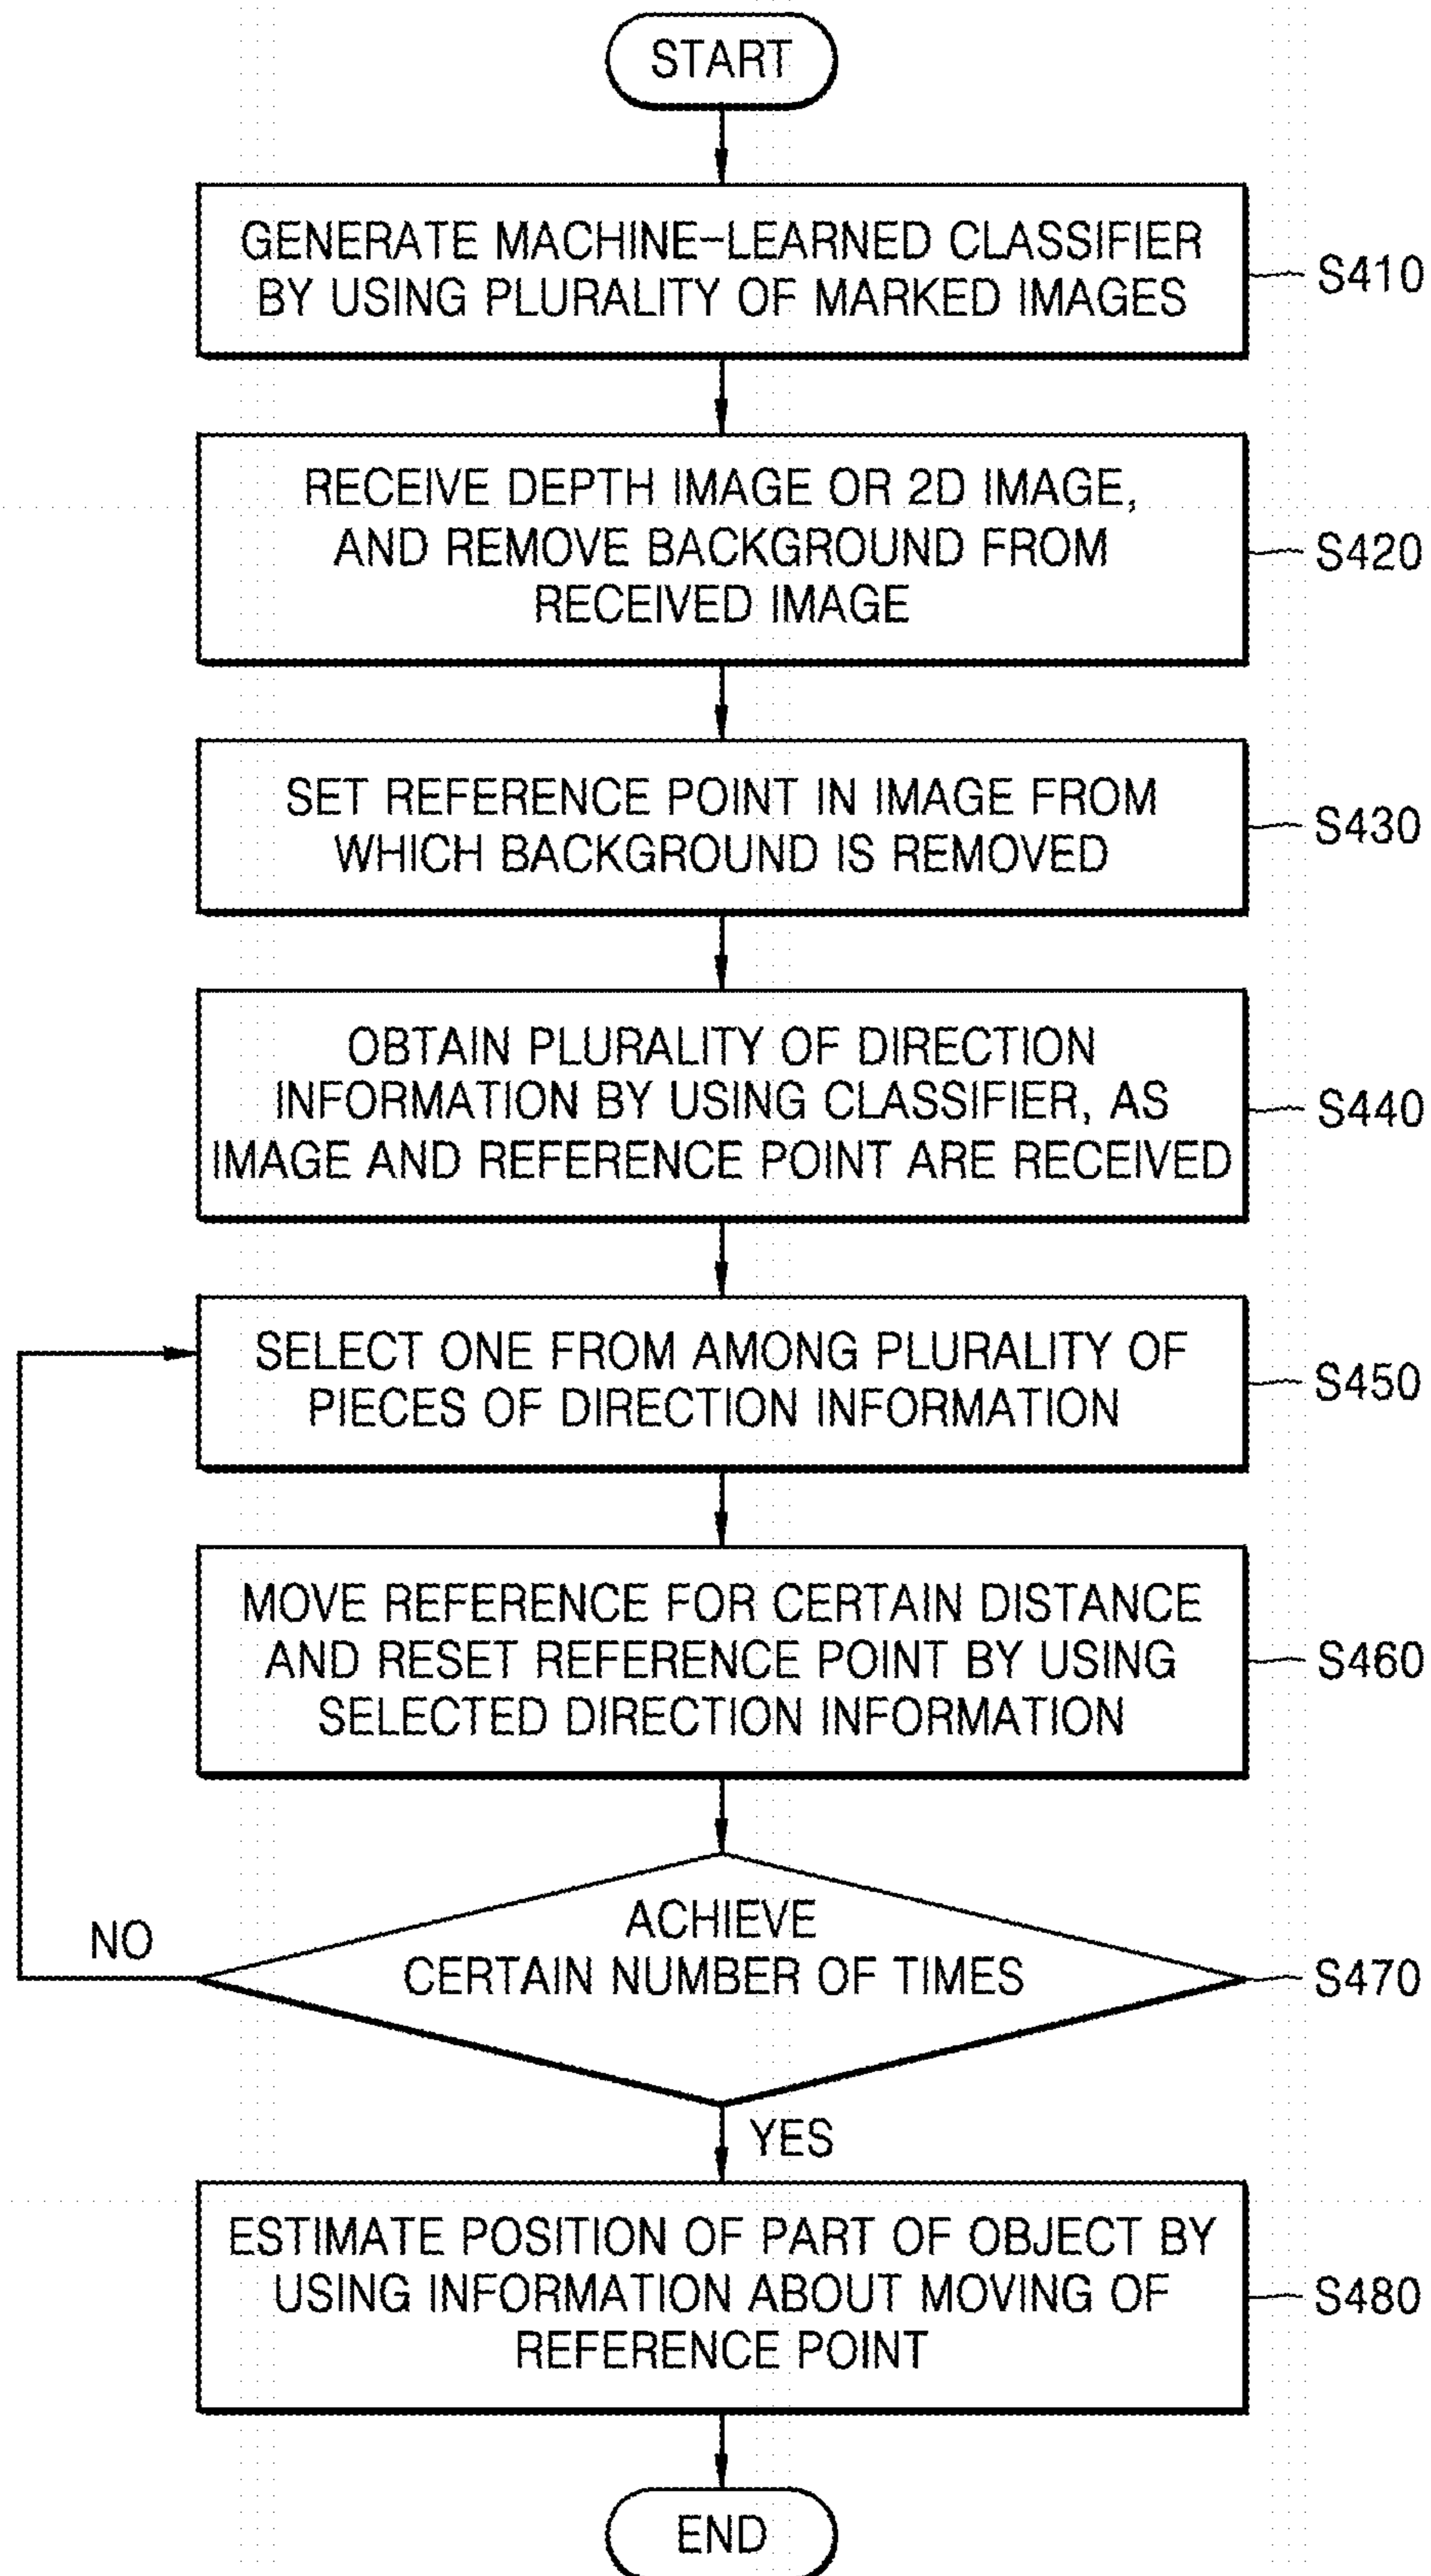 START
GENERATE MACHINE-LEARNED CLASSIFIER
BY USING PLURALITY OF MARKED IMAGES
S410
RECEIVE DEPTH IMAGE OR 2D IMAGE,
AND REMOVE BACKGROUND FROM
RECEIVED IMAGE
S420
SET REFERENCE POINT IN IMAGE FROM
WHICH BACKGROUND IS REMOVED
S430
OBTAIN PLURALITY OF DIRECTION
INFORMATION BY USING CLASSIFIER, AS
IMAGE AND REFERENCE POINT ARE RECEIVED
S440
SELECT ONE FROM AMONG PLURALITY OF
PIECES OF DIRECTION INFORMATION
S450
MOVE REFERENCE FOR CERTAIN DISTANCE
AND RESET REFERENCE POINT BY USING
SELECTED DIRECTION INFORMATION
S460
NO
ACHIEVE
CERTAIN NUMBER OF TIMES
S470
YES
ESTIMATE POSITION OF PART OF OBJECT BY
USING INFORMATION ABOUT MOVING OF
REFERENCE POINT
S480
END